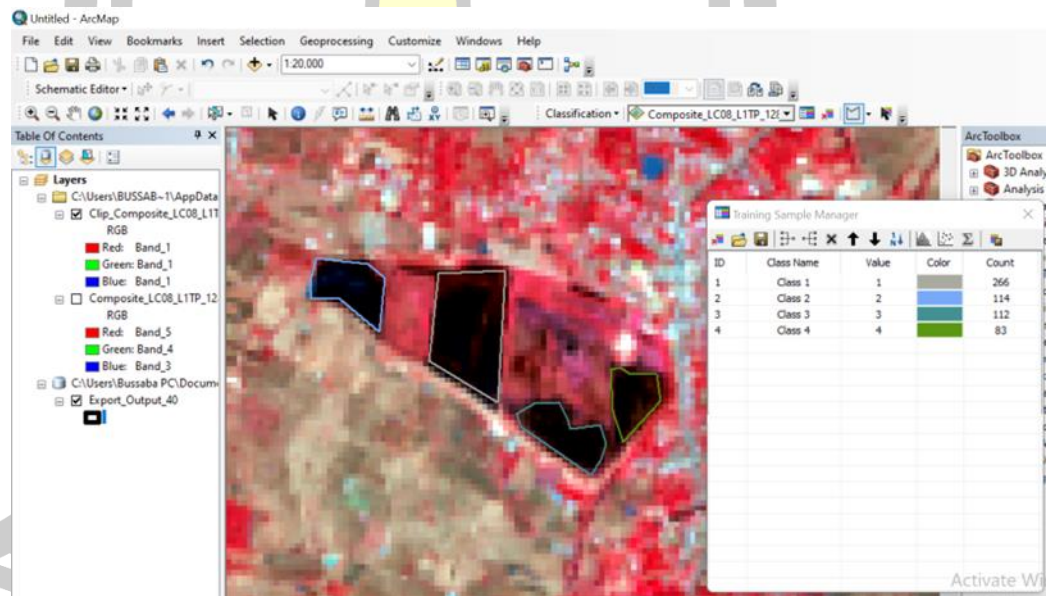 Untitled - ArcMap
File Edit View Bookmarks Insert Selection Geoprocessing Customize Windows Help
1:20,000
Schematic Editor
Classification Composite_LC08_L1TP_128
Table Of Contents
ArcToolbox
ArcToolbox
3D Analy
Analysis
Layers
C:\Users\BUSSAB~1\AppData
Clip_Composite_LC08_L1T
RGB
Red: Band_1
Green: Band_1
Blue: Band_1
Composite_LC08_L1TP_12
RGB
Red: Band_5
Green: Band_4
Blue: Band_3
C:\Users\Bussaba PC\Docum
Export_Output_40
Training Sample Manager
ID Class Name Value Color Count
1 Class 1 1 266
2 Class 2 2 114
3 Class 3 3 112
4 Class 4 4 83
Activate Wi